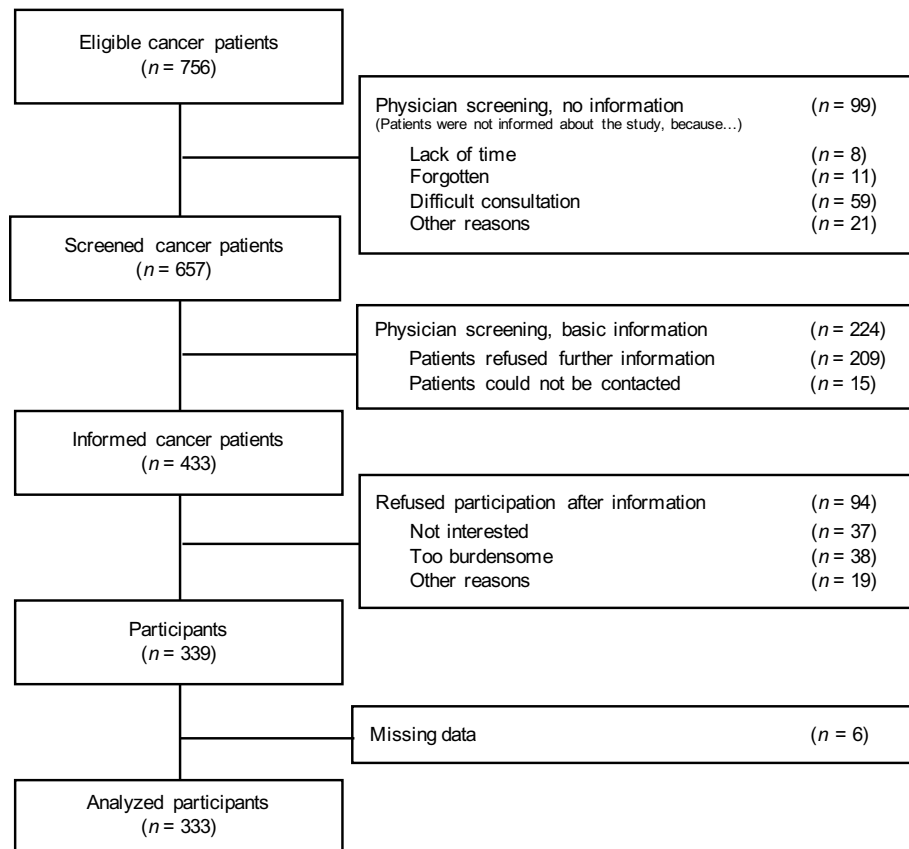 Eligible cancer patients
(n = 756)
Physician screening, no information (n = 99)
(Patients were not informed about the study, because...)
Lack of time (n = 8)
Forgotten (n = 11)
Difficult consultation (n = 59)
Other reasons (n = 21)
Screened cancer patients
(n = 657)
Physician screening, basic information (n = 224)
Patients refused further information (n = 209)
Patients could not be contacted (n = 15)
Informed cancer patients
(n = 433)
Refused participation after information (n = 94)
Not interested (n = 37)
Too burdensome (n = 38)
Other reasons (n = 19)
Participants
(n = 339)
Missing data (n = 6)
Analyzed participants
(n = 333)